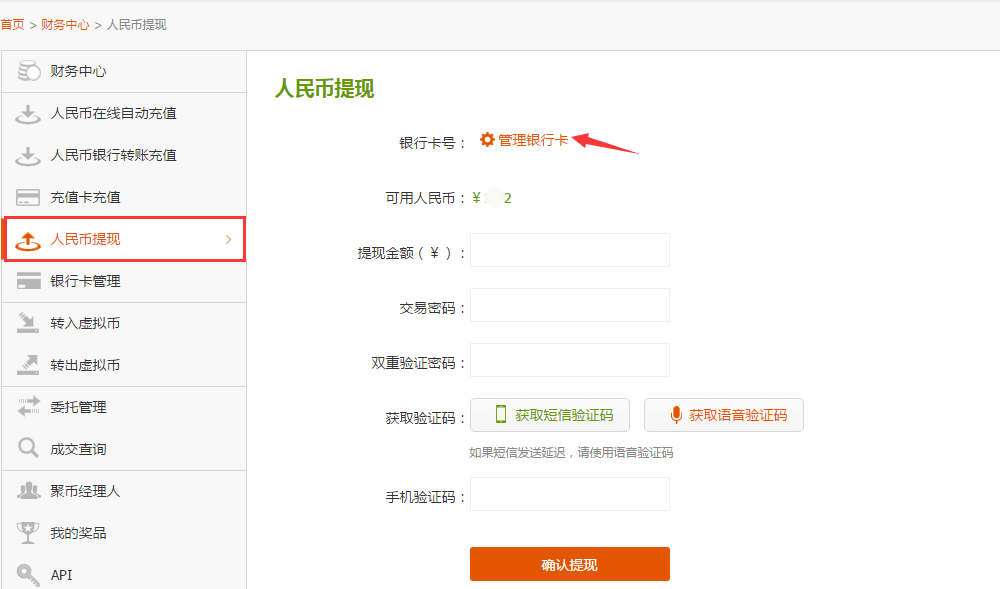 首页 > 财务中心 > 人民币提现
财务中心
人民币在线自动充值
人民币银行转账充值
充值卡充值
人民币提现
银行卡管理
转入虚拟币
转出虚拟币
委托管理
成交查询
聚币经理人
我的奖品
API
人民币提现
银行卡号： 管理银行卡
可用人民币： ¥ 2
提现金额（¥）：
交易密码：
双重验证密码：
获取验证码： 获取短信验证码 获取语音验证码
如果短信发送延迟，请使用语音验证码
手机验证码：
确认提现